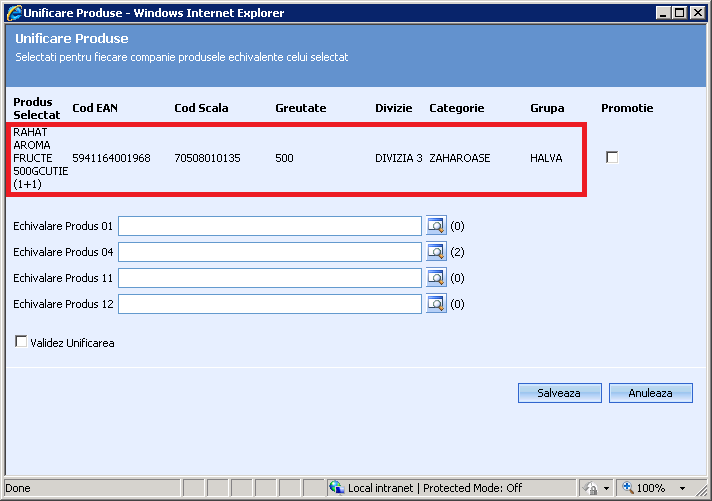 Unificare Produse - Windows Internet Explorer
Unificare Produse
Selectati pentru fiecare companie produsele echivalente celui selectat
Produs Selectat Cod EAN Cod Scala Greutate Divizie Categorie Grupa Promotie
RAHAT
AROMA
FRUCTE 5941164001968 70508010135 500 DIVIZIA 3 ZAHAROASE HALVA
500GCUTIE
(1+1)
Echivalare Produs 01 (0)
Echivalare Produs 04 (2)
Echivalare Produs 11 (0)
Echivalare Produs 12 (0)
Validez Unificarea
Salveaza Anuleaza
Done Local intranet | Protected Mode: Off 100%